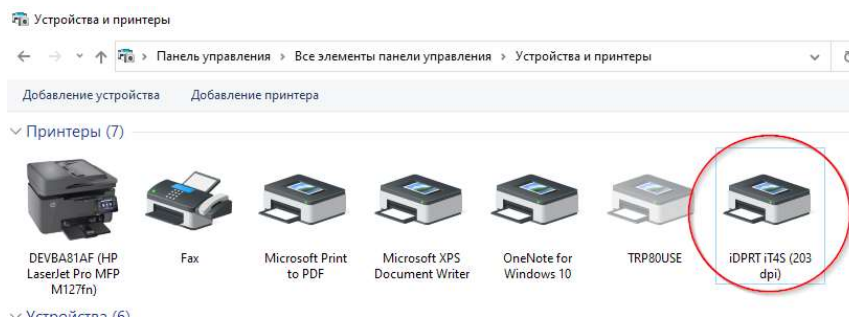 Устройства и принтеры
Панель управления > Все элементы панели управления > Устройства и принтеры
Добавление устройства Добавление принтера
Принтеры (7)
DEVBA81AF (HP LaserJet Pro MFP M127fn)
Fax
Microsoft Print to PDF
Microsoft XPS Document Writer
OneNote for Windows 10
TRP80USE
iDPRT iT4S (203 dpi)
Устройства (6)